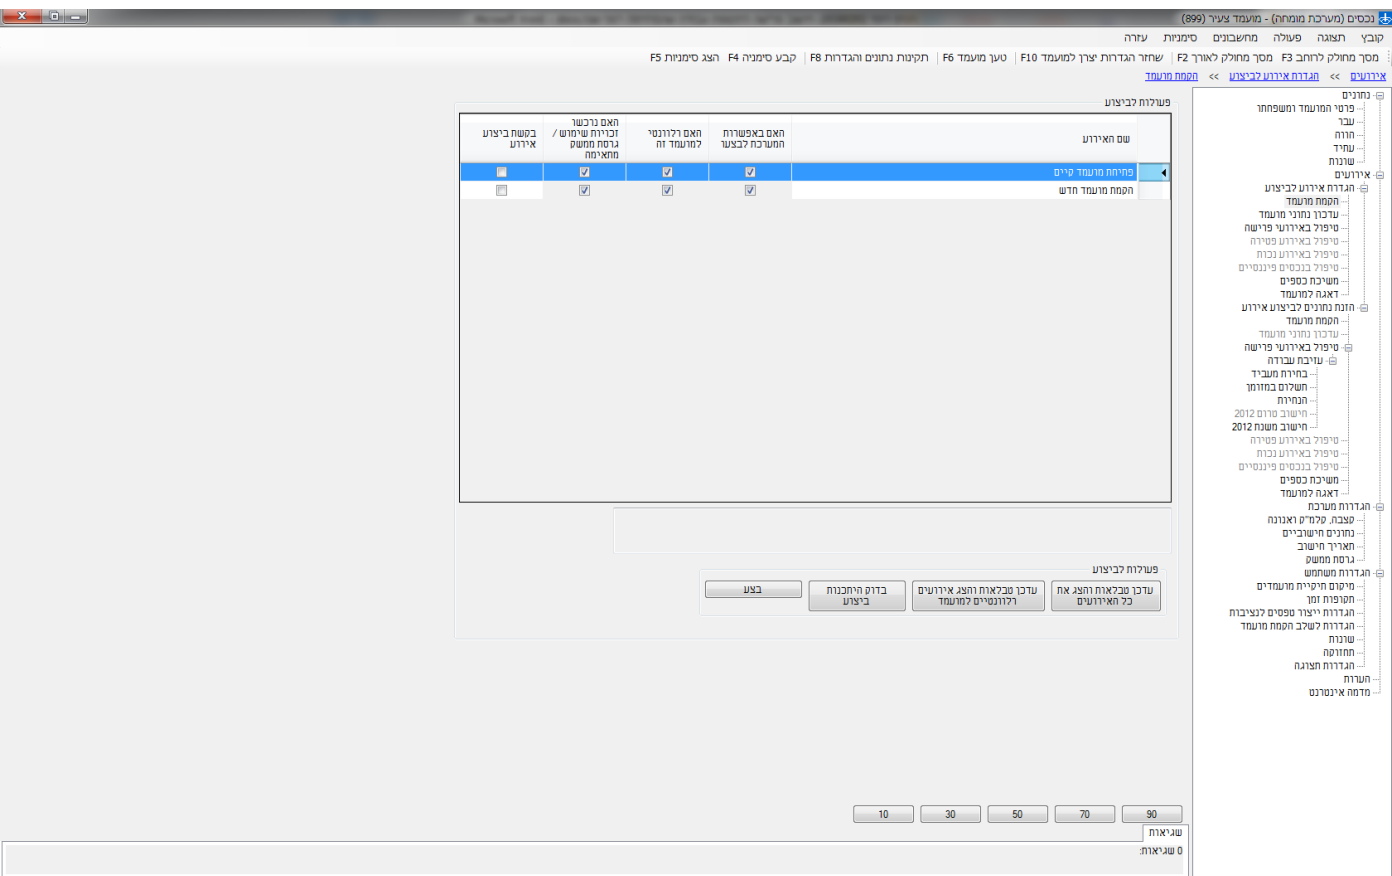 נכסים (מערכת מומחה) - מועמד צעיר (899)
קובץ תצוגה פעולה מחשבונים סימניות עזרה
מסך מחולק לרוחב F3 מסך מחולק לאורך F2 שחזר הגדרות יצרן למועמד F10 טען מועמד F6 תקינות נתונים והגדרות F8 קבע סימניה F4 הצג סימניות F5
אירועים >> הגדרת אירוע לביצוע >> הקמת מועמד
נתונים
פרטי המועמד ומשפחתו
עבר
הווה
עתיד
שונות
אירועים
הגדרת אירוע לביצוע
הקמת מועמד
עדכון נתוני מועמד
טיפול באירועי פרישה
טיפול באירוע פטירה
טיפול באירוע נכות
טיפול בנכסים פיננסיים
משיכת כספים
דאגה למועמד
הזנת נתונים לביצוע אירוע
הקמת מועמד
עדכון נתוני מועמד
טיפול באירועי פרישה
עזיבת עבודה
בחירת מעביד
תשלום במזומן
הנחיות
חישוב טרום 2012
חישוב משנת 2012
טיפול באירוע פטירה
טיפול באירוע נכות
טיפול בנכסים פיננסיים
משיכת כספים
דאגה למועמד
הגדרות מערכת
קצבה, קלמ"ק ואנונה
נתונים חישוביים
תאריך חישוב
גרסת ממשק
הגדרות משתמש
מיקום תיקיית מועמדים
תקופות זמן
הגדרות ייצור טפסים לנציבות
הגדרות לשלב הקמת מועמד
שונות
תחזוקה
הגדרות תצוגה
הערות
מדמה אינטרנט
פעולות לביצוע
שם האירוע
האם באפשרות המערכת לבצעו
האם רלוונטי למועמד זה
האם נרכשו זכויות שימוש / גרסת ממשק מתאימה
בקשת ביצוע אירוע
פתיחת מועמד קיים
הקמת מועמד חדש
פעולות לביצוע
עדכן טבלאות והצג את כל האירועים
עדכן טבלאות והצג אירועים רלוונטיים למועמד
בדוק היתכנות ביצוע
בצע
90 70 50 30 10
שגיאות
0 שגיאות: